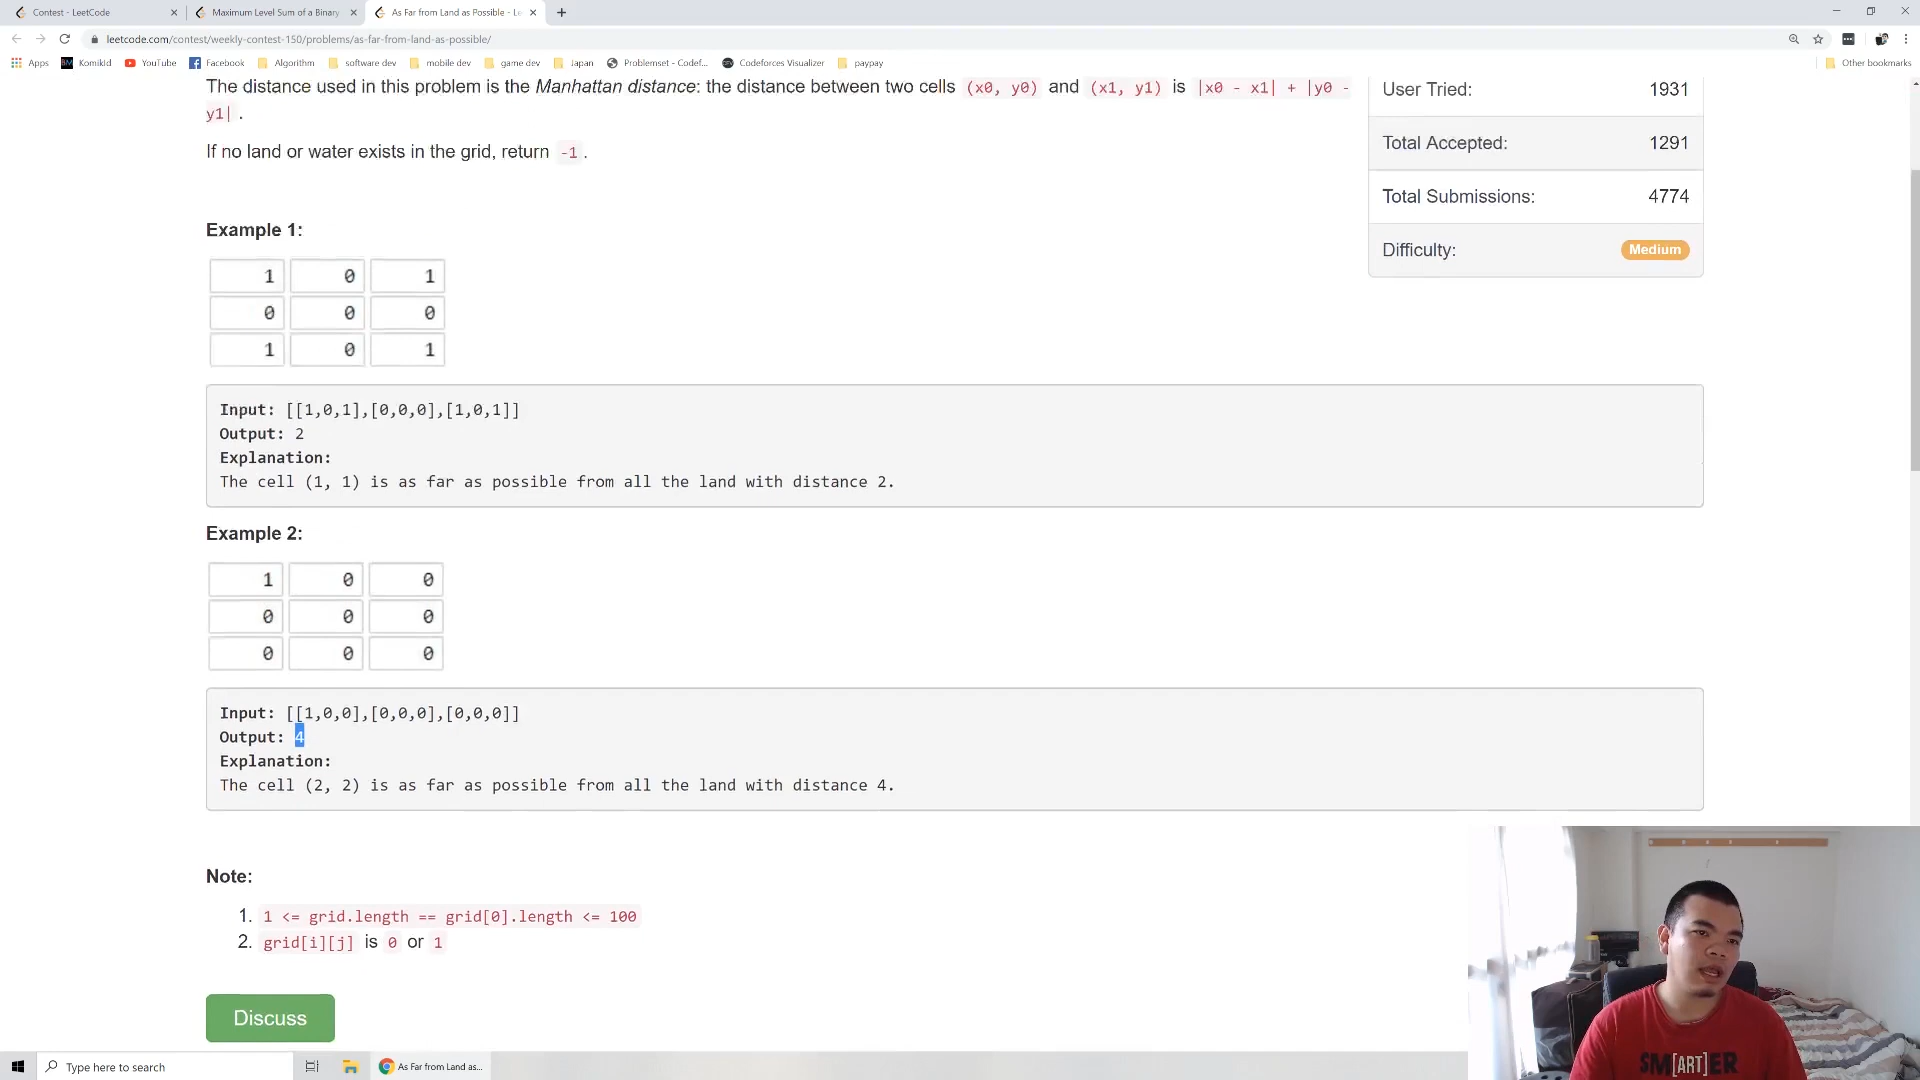 Contest - LeetCode
Maximum Level Sum of a Binary
As Far from Land as Possible - Le
leetcode.com/contest/weekly-contest-150/problems/as-far-from-land-as-possible/
Apps
Komikid
YouTube
Facebook
Algorithm
software dev
mobile dev
game dev
Japan
Problemset - Codef...
Codeforces Visualizer
paypay
Other bookmarks
The distance used in this problem is the Manhattan distance: the distance between two cells (x0, y0) and (x1, y1) is |x0 - x1| + |y0 -
y1| .
If no land or water exists in the grid, return -1 .
User Tried: 1931
Total Accepted: 1291
Total Submissions: 4774
Difficulty: Medium
Example 1:
1 0 1
0 0 0
1 0 1
Input: [[1,0,1],[0,0,0],[1,0,1]]
Output: 2
Explanation:
The cell (1, 1) is as far as possible from all the land with distance 2.
Example 2:
1 0 0
0 0 0
0 0 0
Input: [[1,0,0],[0,0,0],[0,0,0]]
Output: 4
Explanation:
The cell (2, 2) is as far as possible from all the land with distance 4.
Note:
1. 1 <= grid.length == grid[0].length <= 100
2. grid[i][j] is 0 or 1
Discuss
SM[ART]ER
Type here to search
As Far from Land as...